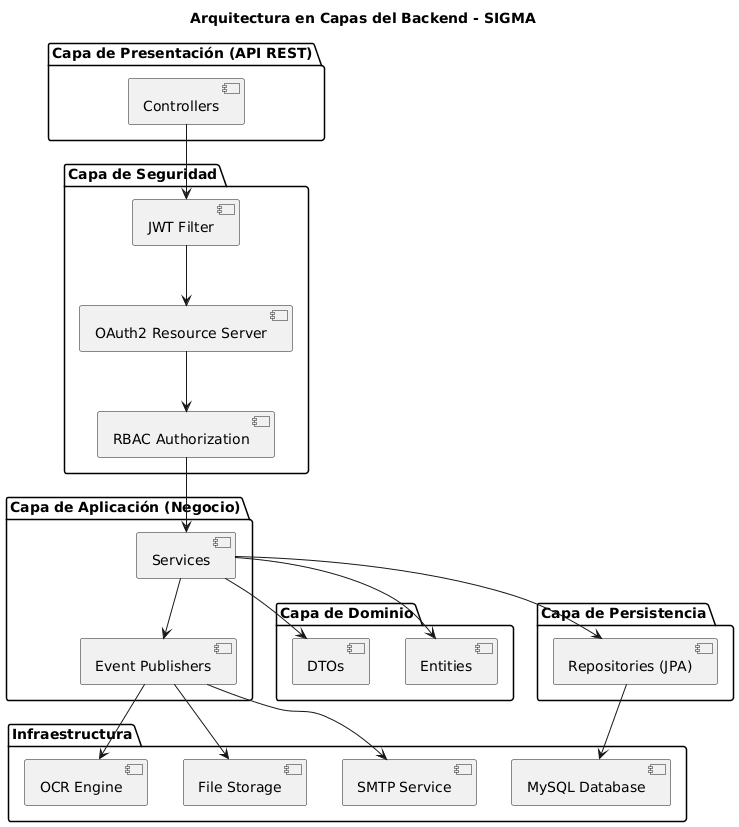 Arquitectura en Capas del Backend - SIGMA
Capa de Presentación (API REST)
Controllers
Capa de Seguridad
JWT Filter
OAuth2 Resource Server
RBAC Authorization
Capa de Aplicación (Negocio)
Services
Event Publishers
Capa de Dominio
DTOs
Entities
Capa de Persistencia
Repositories (JPA)
Infraestructura
OCR Engine
File Storage
SMTP Service
MySQL Database